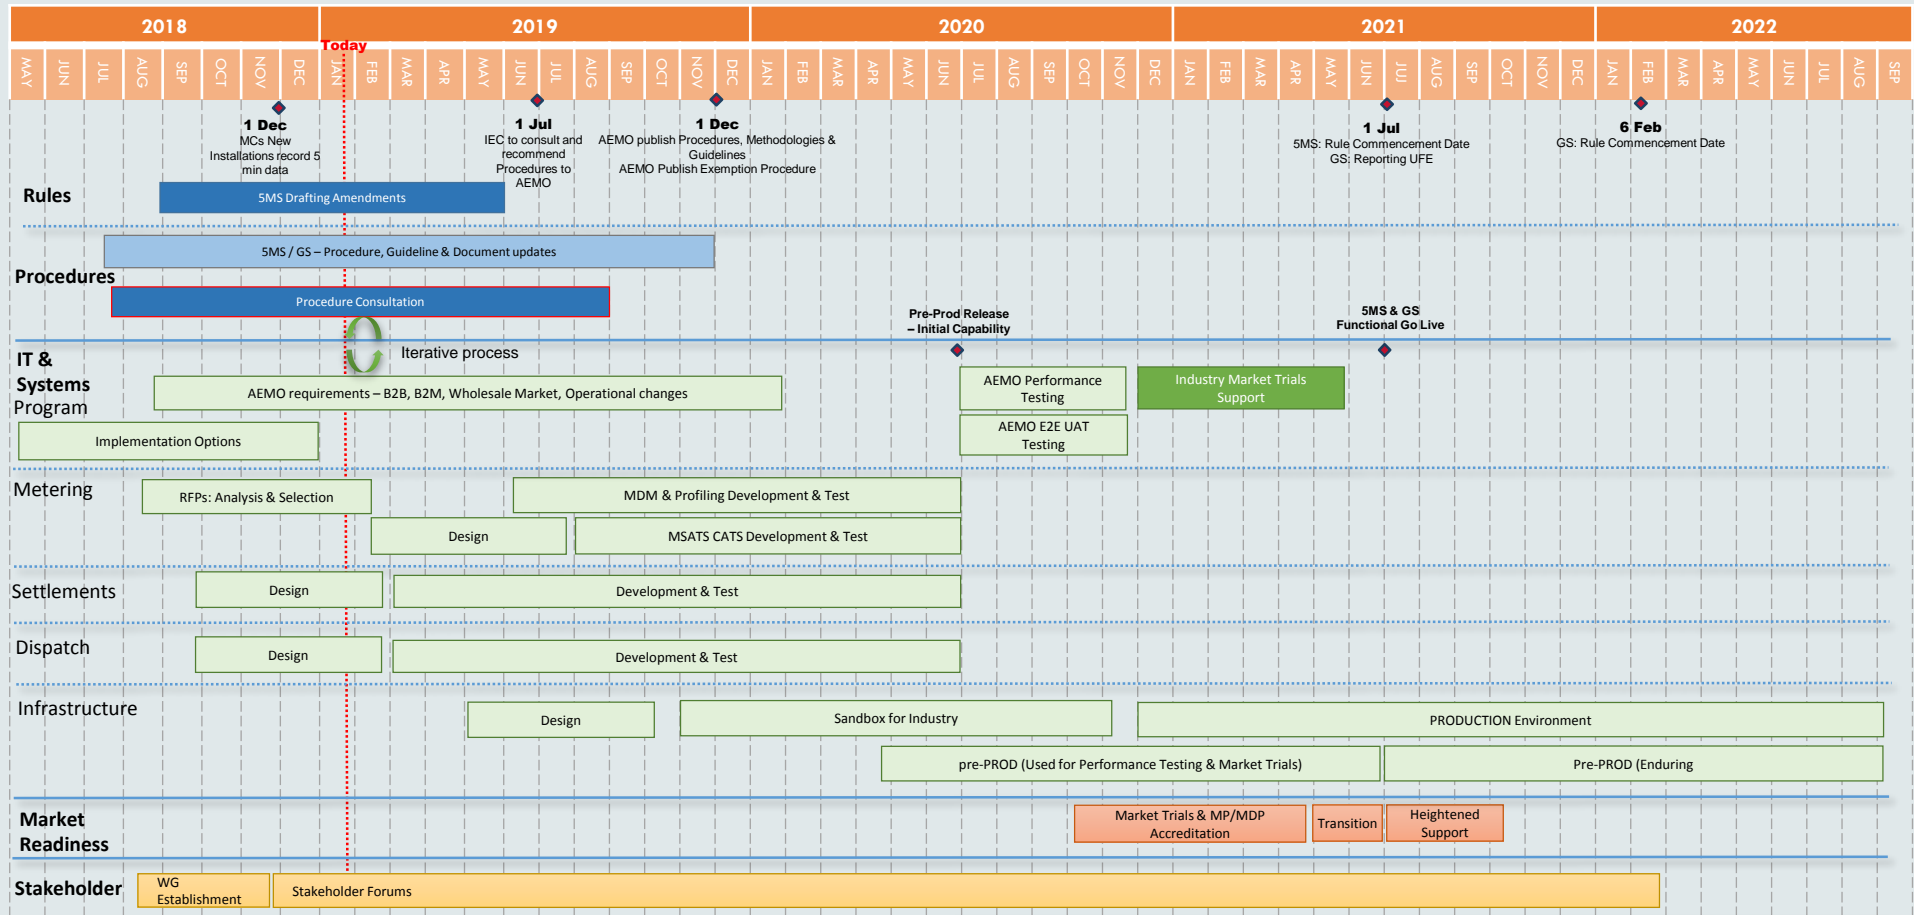 2018
2019
2020
2021
2022
Today
MAY
JUN
JUL
AUG
SEP
OCT
NOV
DEC
JAN
FEB
MAR
APR
MAY
JUN
JUL
AUG
SEP
OCT
NOV
DEC
JAN
FEB
MAR
APR
MAY
JUN
JUL
AUG
SEP
OCT
NOV
DEC
JAN
FEB
MAR
APR
MAY
JUN
JUJ
AUG
SEP
OCT
NOV
DEC
JAN
FEB
MAR
APR
MAY
JUN
JUL
AUG
SEP
1 Dec
MCs New
Installations record 5
min data
1 Jul
IEC to consult and
recommend
Procedures to
AEMO
1 Dec
AEMO publish Procedures, Methodologies &
Guidelines
AEMO Publish Exemption Procedure
1 Jul
5MS: Rule Commencement Date
GS: Reporting UFE
6 Feb
GS: Rule Commencement Date
Rules
5MS Drafting Amendments
5MS / GS – Procedure, Guideline & Document updates
Procedures
Procedure Consultation
Pre-Prod Release
– Initial Capability
5MS & GS
Functional Go Live
Iterative process
IT &
Systems
Program
AEMO requirements – B2B, B2M, Wholesale Market, Operational changes
AEMO Performance
Testing
Industry Market Trials
Support
Implementation Options
AEMO E2E UAT
Testing
Metering
RFPs: Analysis & Selection
MDM & Profiling Development & Test
Design
MSATS CATS Development & Test
Settlements
Design
Development & Test
Dispatch
Design
Development & Test
Infrastructure
Design
Sandbox for Industry
PRODUCTION Environment
pre-PROD (Used for Performance Testing & Market Trials)
Pre-PROD (Enduring
Market
Readiness
Market Trials & MP/MDP
Accreditation
Transition
Heightened
Support
Stakeholder
WG
Establishment
Stakeholder Forums